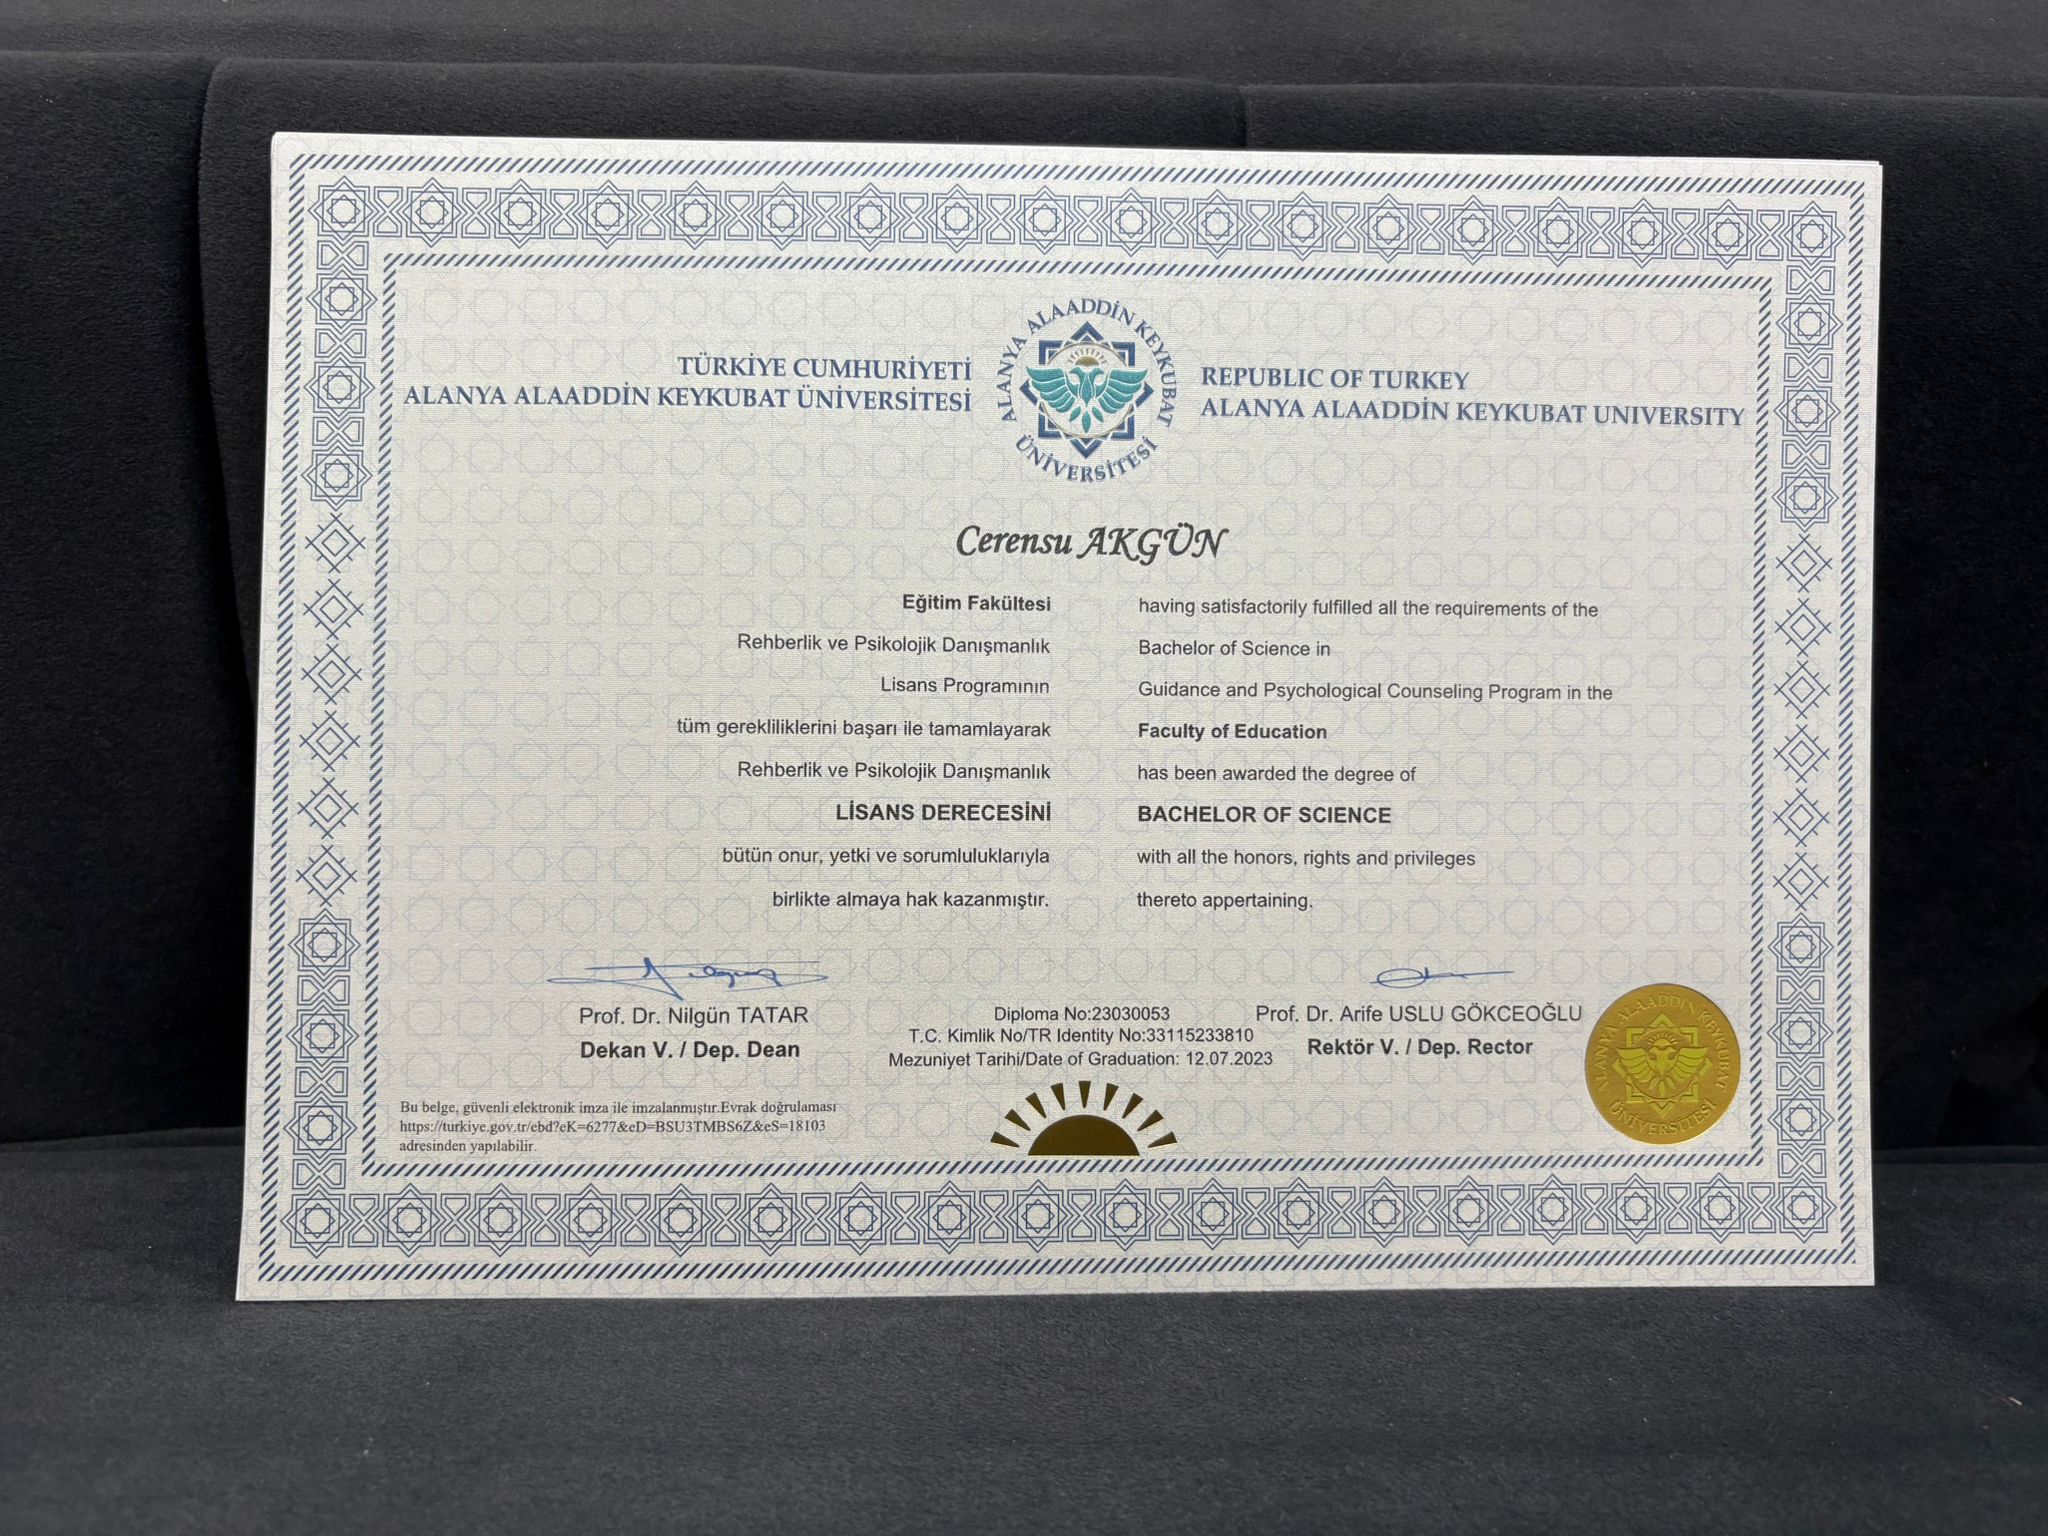 TÜRKİYE CUMHURİYETİ
ALANYA ALAADDİN KEYKUBAT ÜNİVERSİTESİ
ALANYA ALAADDİN KEYKUBAT
ÜNİVERSİTESİ
REPUBLIC OF TURKEY
ALANYA ALAADDİN KEYKUBAT UNIVERSITY
Cerensu AKGÜN
Eğitim Fakültesi
Rehberlik ve Psikolojik Danışmanlık
Lisans Programının
tüm gerekliliklerini başarı ile tamamlayarak
Rehberlik ve Psikolojik Danışmanlık
LİSANS DERECESİNİ
bütün onur, yetki ve sorumluluklarıyla
birlikte almaya hak kazanmıştır.
having satisfactorily fulfilled all the requirements of the
Bachelor of Science in
Guidance and Psychological Counseling Program in the
Faculty of Education
has been awarded the degree of
BACHELOR OF SCIENCE
with all the honors, rights and privileges
thereto appertaining.
Prof. Dr. Nilgün TATAR
Dekan V. / Dep. Dean
Diploma No:23030053
T.C. Kimlik No/TR Identity No:33115233810
Mezuniyet Tarihi/Date of Graduation: 12.07.2023
Prof. Dr. Arife USLU GÖKCEOĞLU
Rektör V. / Dep. Rector
ALANYA ALAADDİN KEYKUBAT
ÜNİVERSİTESİ
Bu belge, güvenli elektronik imza ile imzalanmıştır.Evrak doğrulaması
https://turkiye.gov.tr/ebd?eK=6277&eD=BSU3TMBS6Z&eS=18103
adresinden yapılabilir.